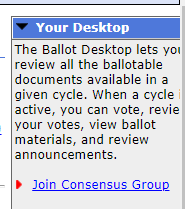 Your Desktop
The Ballot Desktop lets you
review all the ballotable
documents available in a
given cycle. When a cycle i
active, you can vote, revie
your votes, view ballot
materials, and review
announcements.
Join Consensus Group